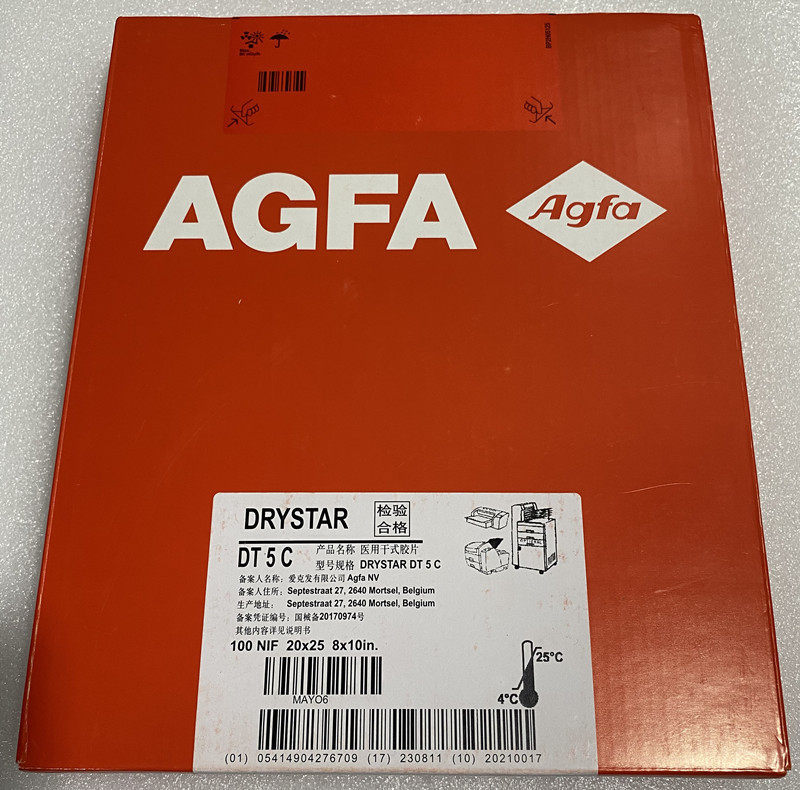 AGFA
Agfa
DRYSTAR
检验
合格
DT 5 C
产品名称 医用干式胶片
型号规格 DRYSTAR DT 5 C
备案人名称：爱克发有限公司 Agfa NV
备案人住所： Septestraat 27, 2640 Mortsel, Belgium
生产地址： Septestraat 27, 2640 Mortsel, Belgium
备案凭证编号：国械备20170974号
其他内容详见说明书
100 NIF 20x25 8x10in.
25°C
4°C
MAYO6
(01) 05414904276709 (17) 230811 (10) 20210017